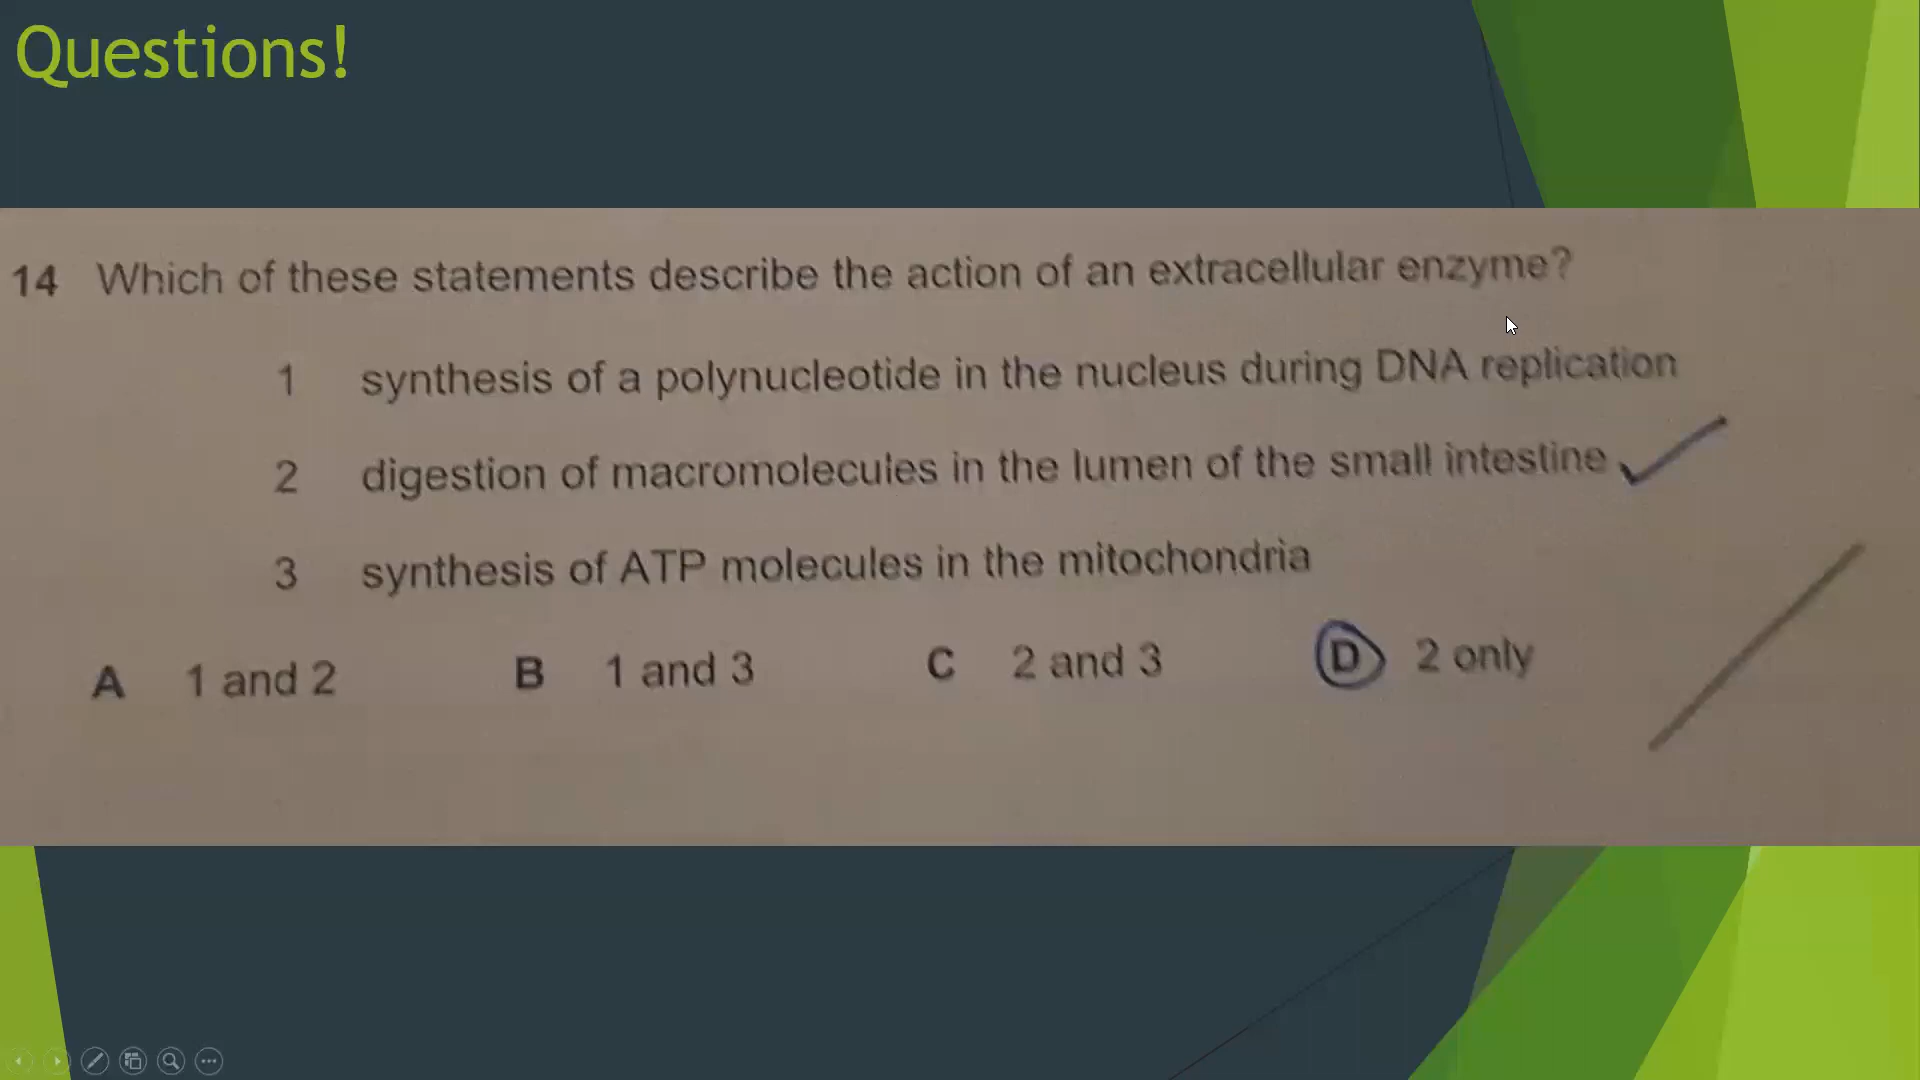 Questions!
14 Which of these statements describe the action of an extracellular enzyme?
1 synthesis of a polynucleotide in the nucleus during DNA replication
2 digestion of macromolecules in the lumen of the small intestine
3 synthesis of ATP molecules in the mitochondria
A 1 and 2 B 1 and 3 C 2 and 3 D 2 only